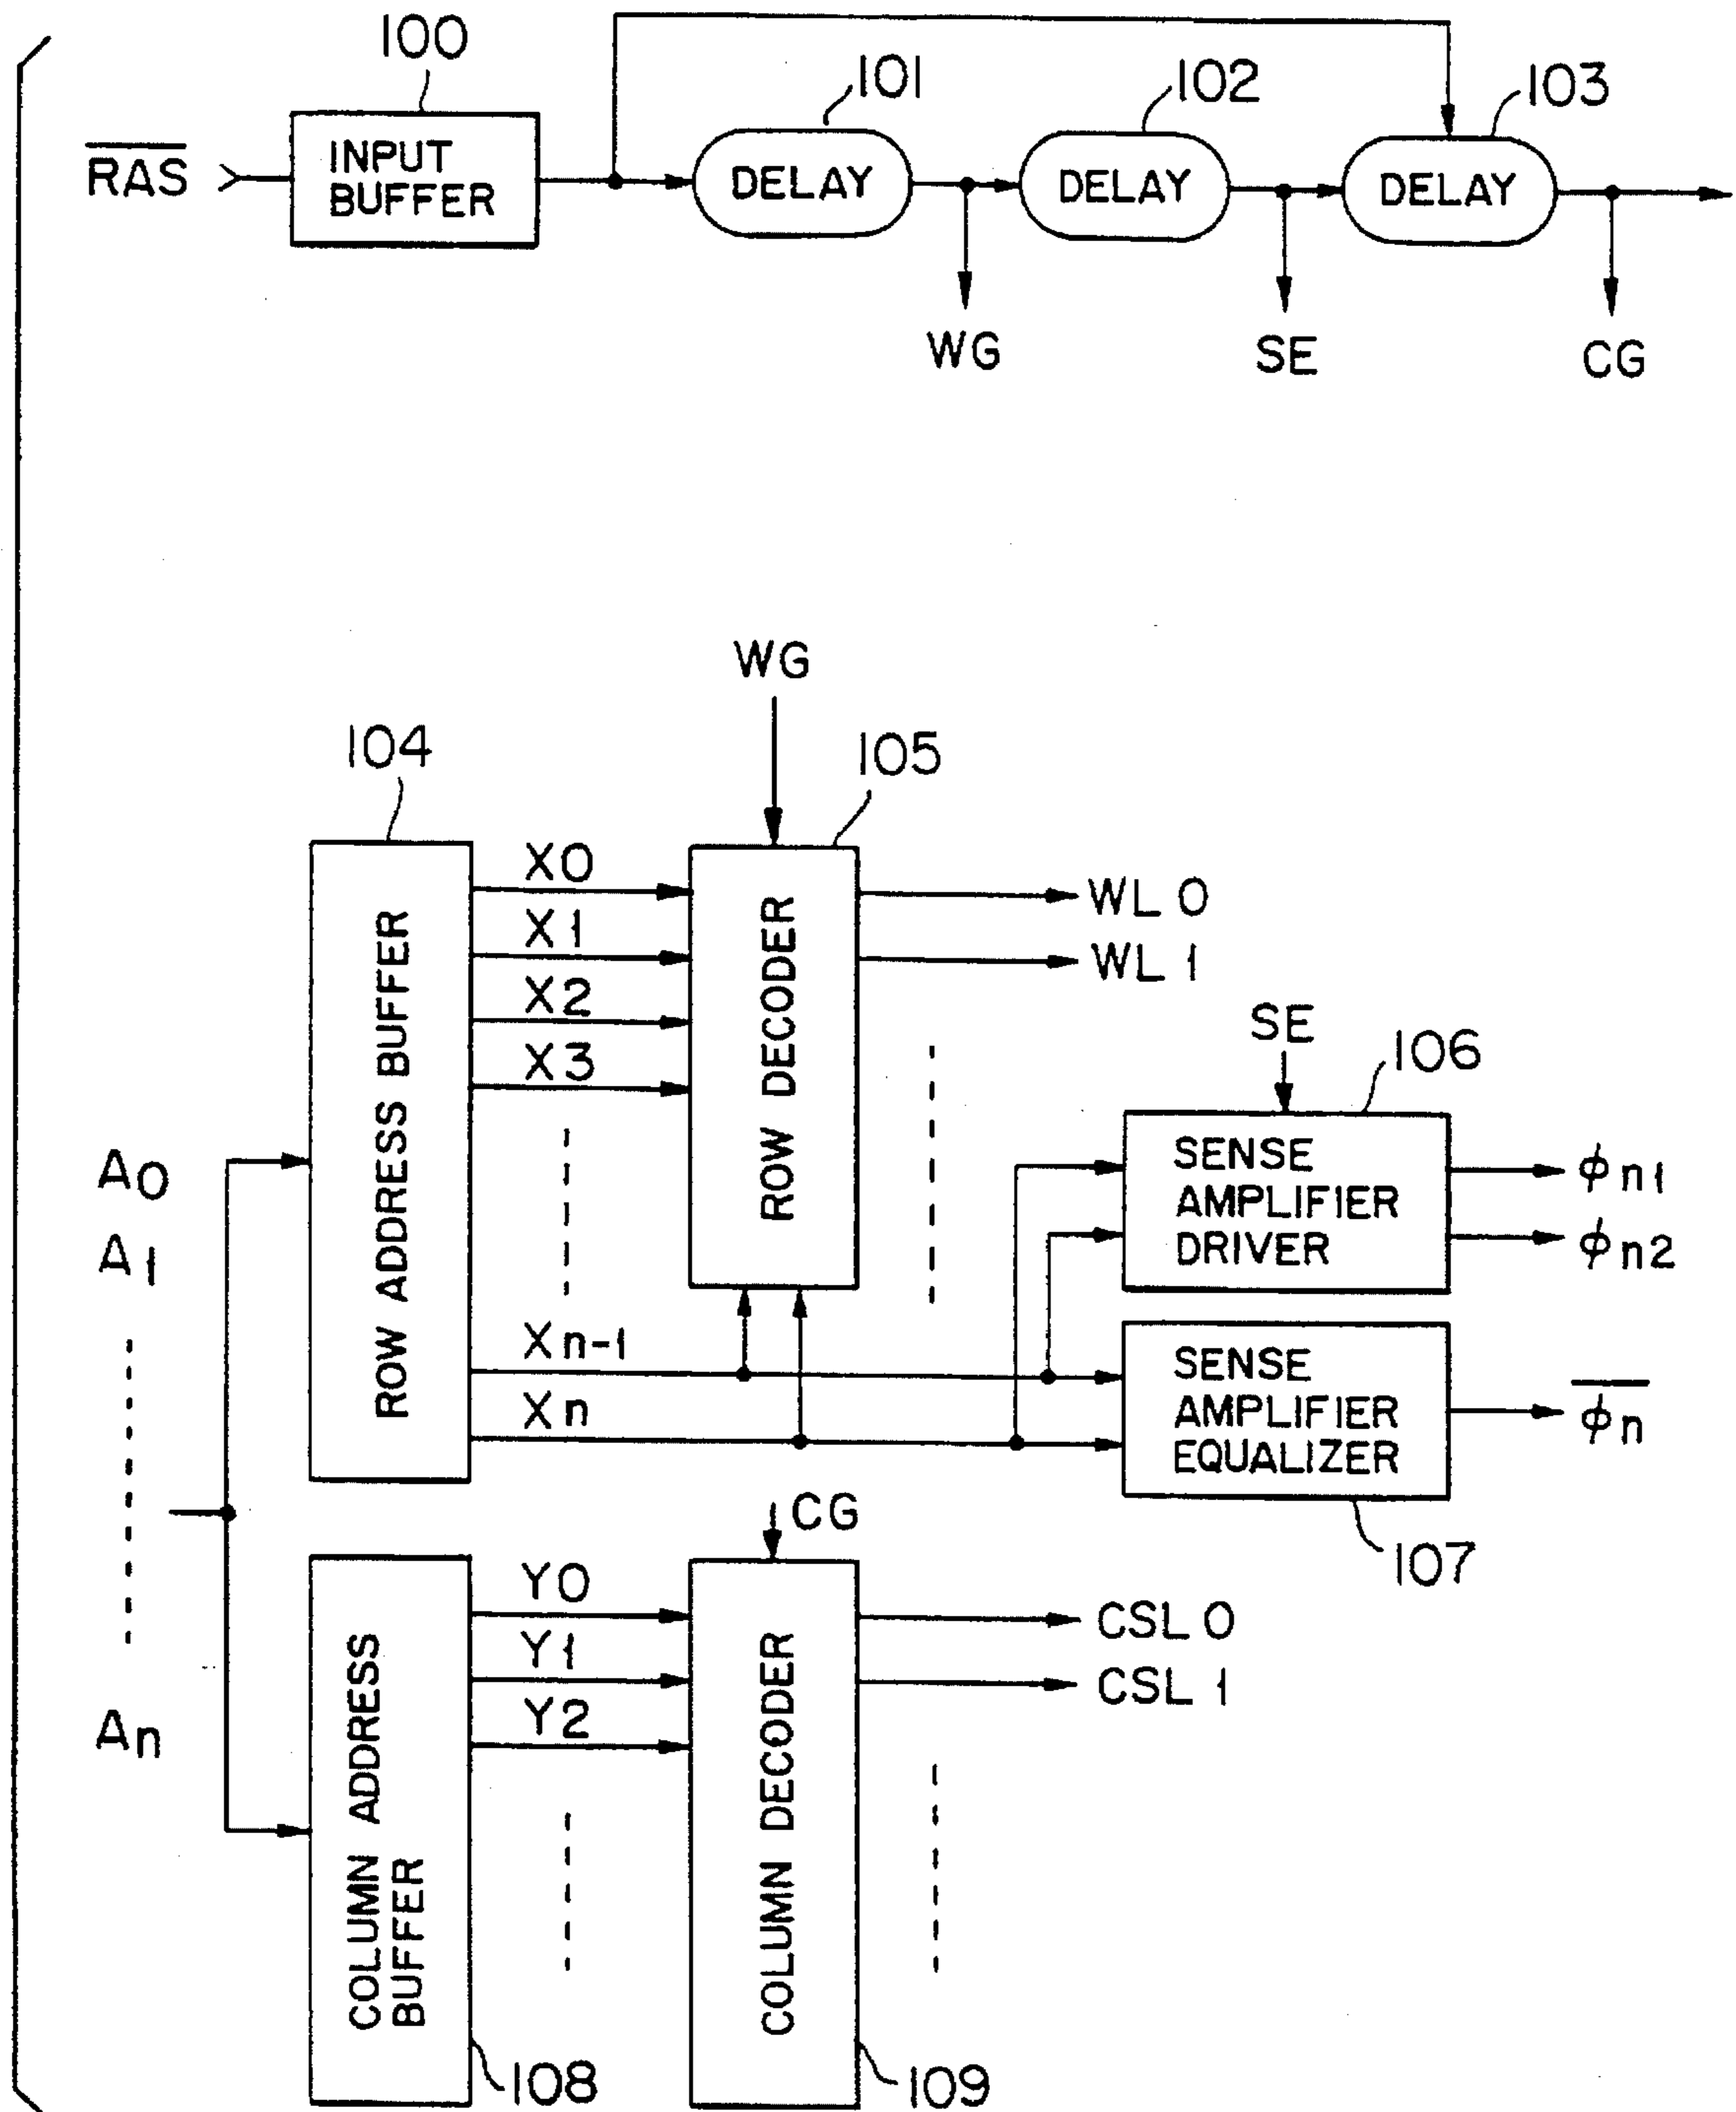 100
101
102
103
R̅A̅S̅
INPUT
BUFFER
DELAY
DELAY
DELAY
WG
SE
CG
WG
104
105
X0
X1
X2
X3
Xn-1
Xn
ROW ADDRESS BUFFER
ROW DECODER
WL 0
WL 1
SE
106
SENSE
AMPLIFIER
DRIVER
ϕn1
ϕn2
SENSE
AMPLIFIER
EQUALIZER
ϕ̅n̅
107
A0
A1
An
CG
Y0
Y1
Y2
COLUMN ADDRESS
BUFFER
COLUMN DECODER
CSL 0
CSL 1
108
109